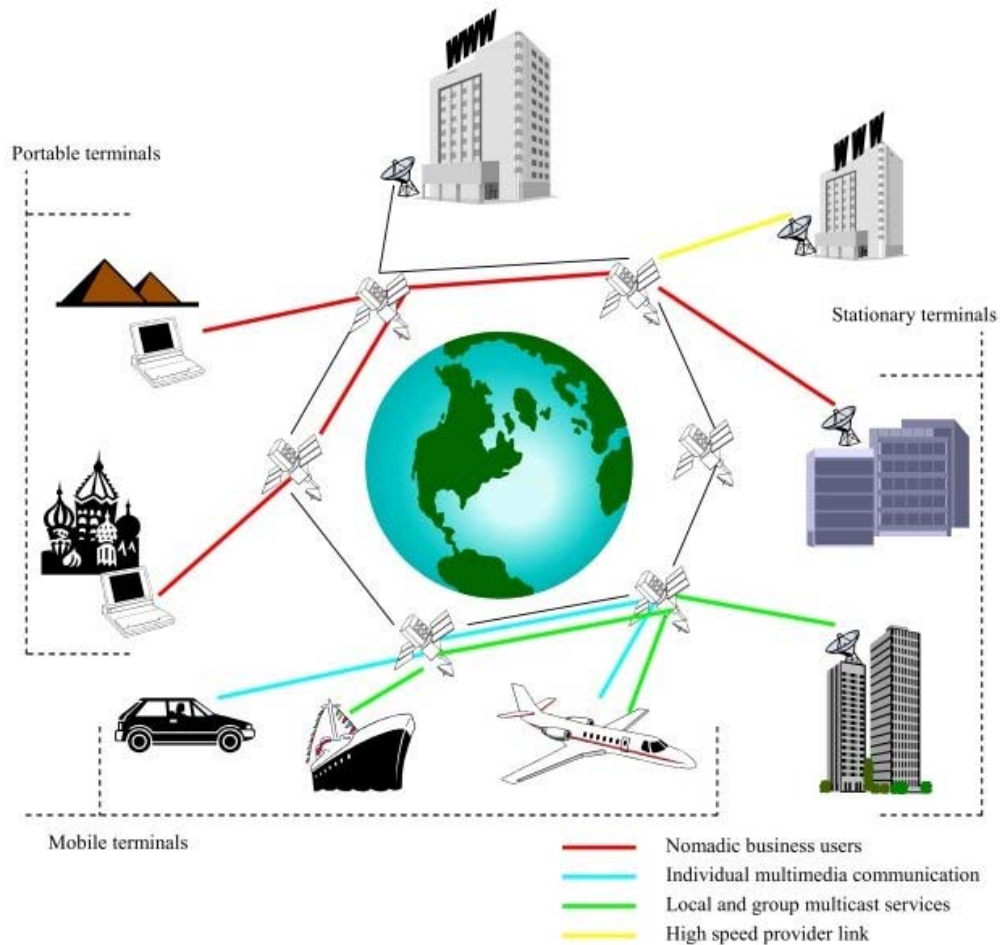 WWW
Portable terminals
WWW
Stationary terminals
Mobile terminals
Nomadic business users
Individual multimedia communication
Local and group multicast services
High speed provider link